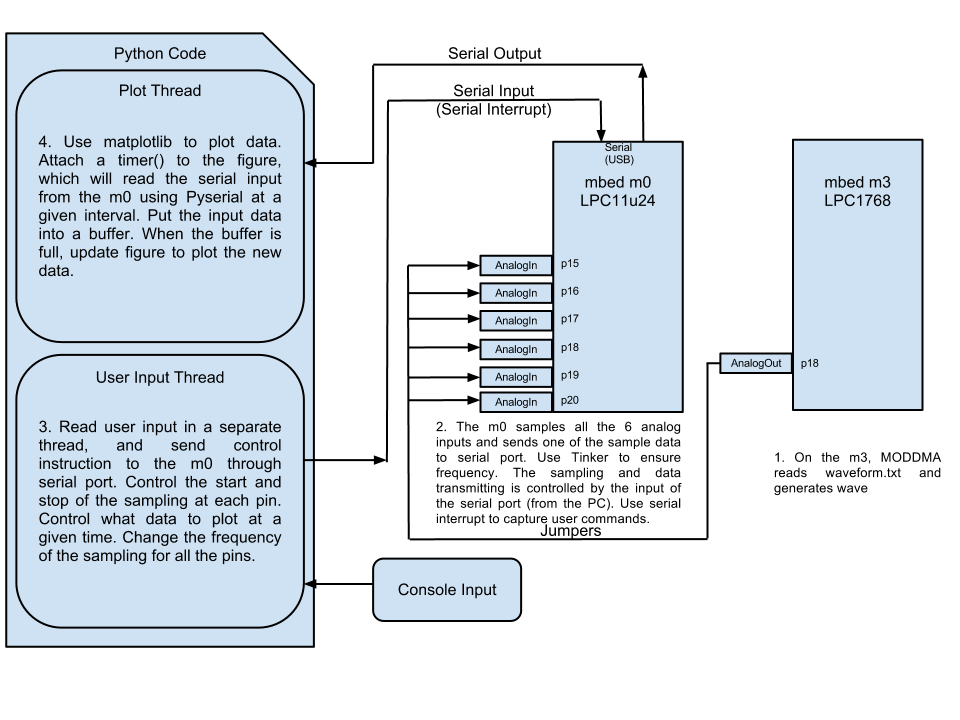 Python Code
Plot Thread
4. Use matplotlib to plot data.
Attach a timer() to the figure,
which will read the serial input
from the m0 using Pyserial at a
given interval. Put the input data
into a buffer. When the buffer is
full, update figure to plot the new
data.
User Input Thread
3. Read user input in a separate
thread, and send control
instruction to the m0 through
serial port. Control the start and
stop of the sampling at each pin.
Control what data to plot at a
given time. Change the frequency
of the sampling for all the pins.
Console Input
Serial Output
Serial Input
(Serial Interrupt)
Serial
(USB)
mbed m0
LPC11u24
AnalogIn p15
AnalogIn p16
AnalogIn p17
AnalogIn p18
AnalogIn p19
AnalogIn p20
2. The m0 samples all the 6 analog
inputs and sends one of the sample data
to serial port. Use Tinker to ensure
frequency. The sampling and data
transmitting is controlled by the input of
the serial port (from the PC). Use serial
interrupt to capture user commands.
Jumpers
mbed m3
LPC1768
AnalogOut p18
1. On the m3, MODDMA
reads waveform.txt and
generates wave